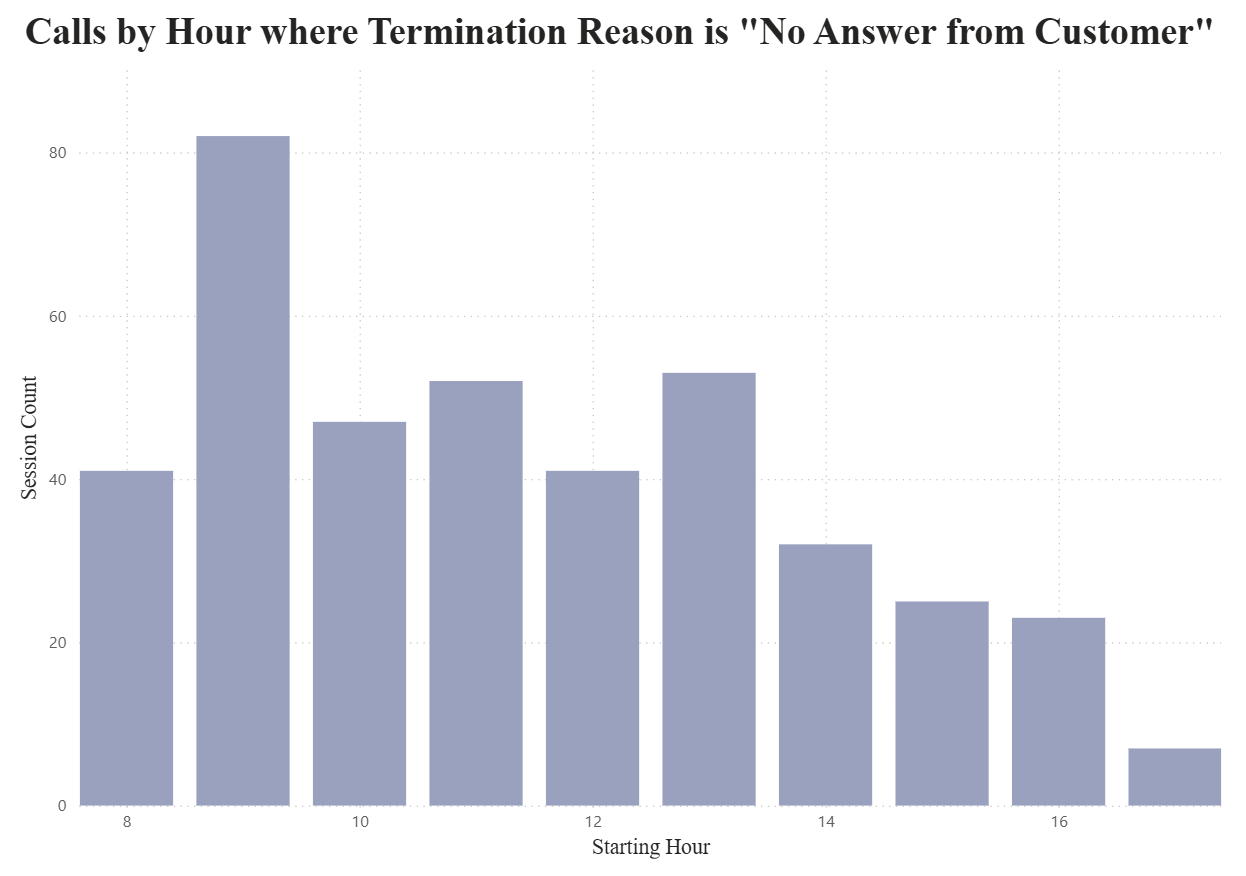 Calls by Hour where Termination Reason is "No Answer from Customer"
80
60
40
20
0
Session Count
8 10 12 14 16
Starting Hour